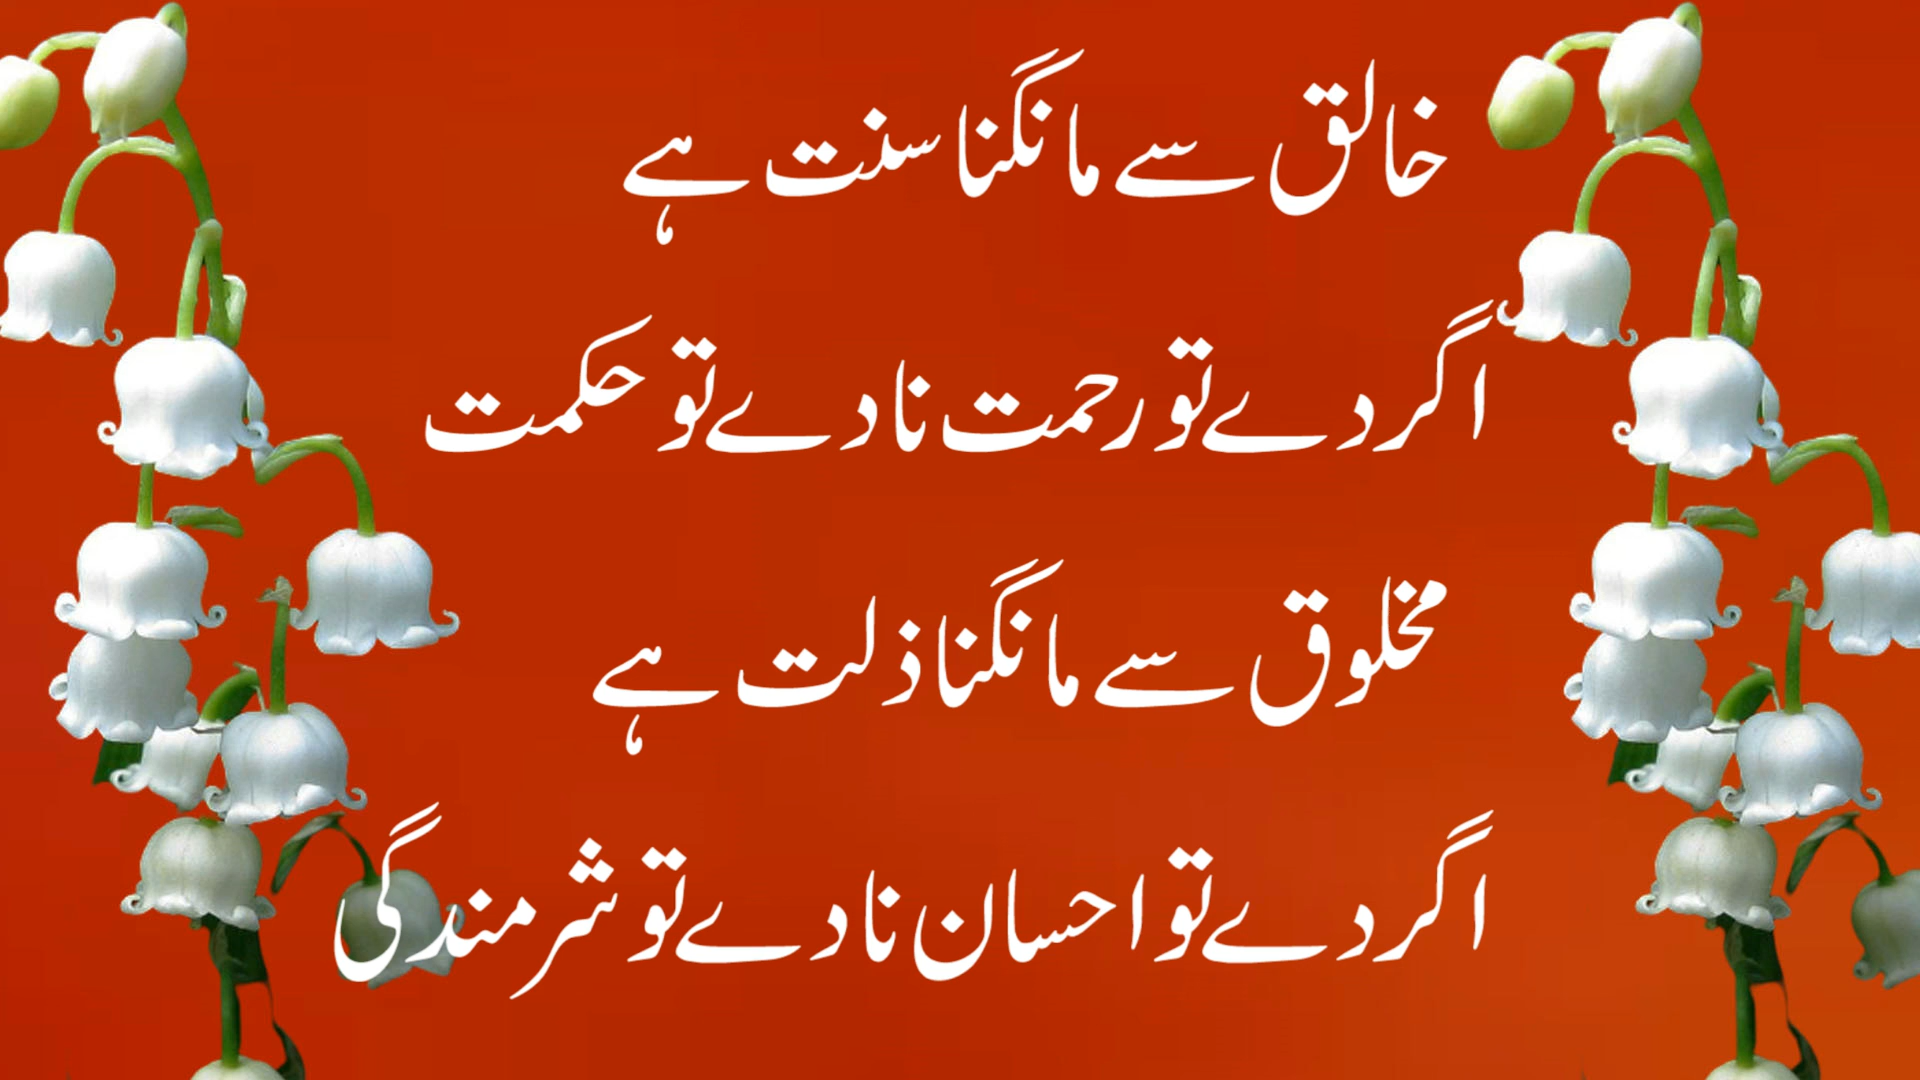 خالق سے مانگنا سنت ہے
اگر دے تو رحمت نا دے تو حکمت
مخلوق سے مانگنا ذلت ہے
اگر دے تو احسان نا دے تو شرمندگی